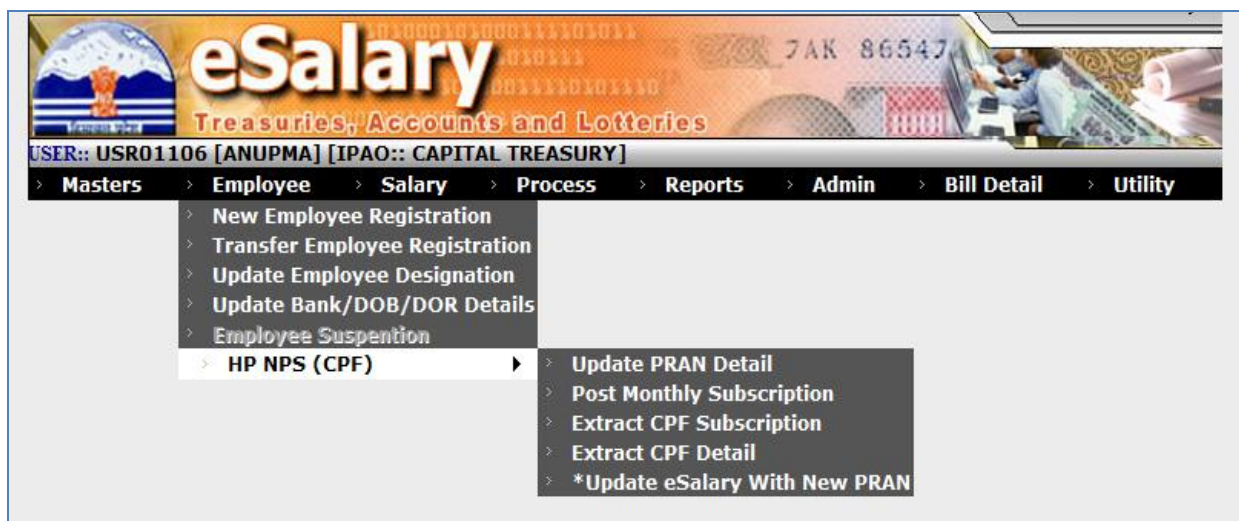 eSalary
7AK 86547
Treasuries, Accounts and Lotteries
USER:: USR01106 [ANUPMA] [IPAO:: CAPITAL TREASURY]
Masters Employee Salary Process Reports Admin Bill Detail Utility
New Employee Registration
Transfer Employee Registration
Update Employee Designation
Update Bank/DOB/DOR Details
Employee Suspention
HP NPS (CPF)
Update PRAN Detail
Post Monthly Subscription
Extract CPF Subscription
Extract CPF Detail
*Update eSalary With New PRAN